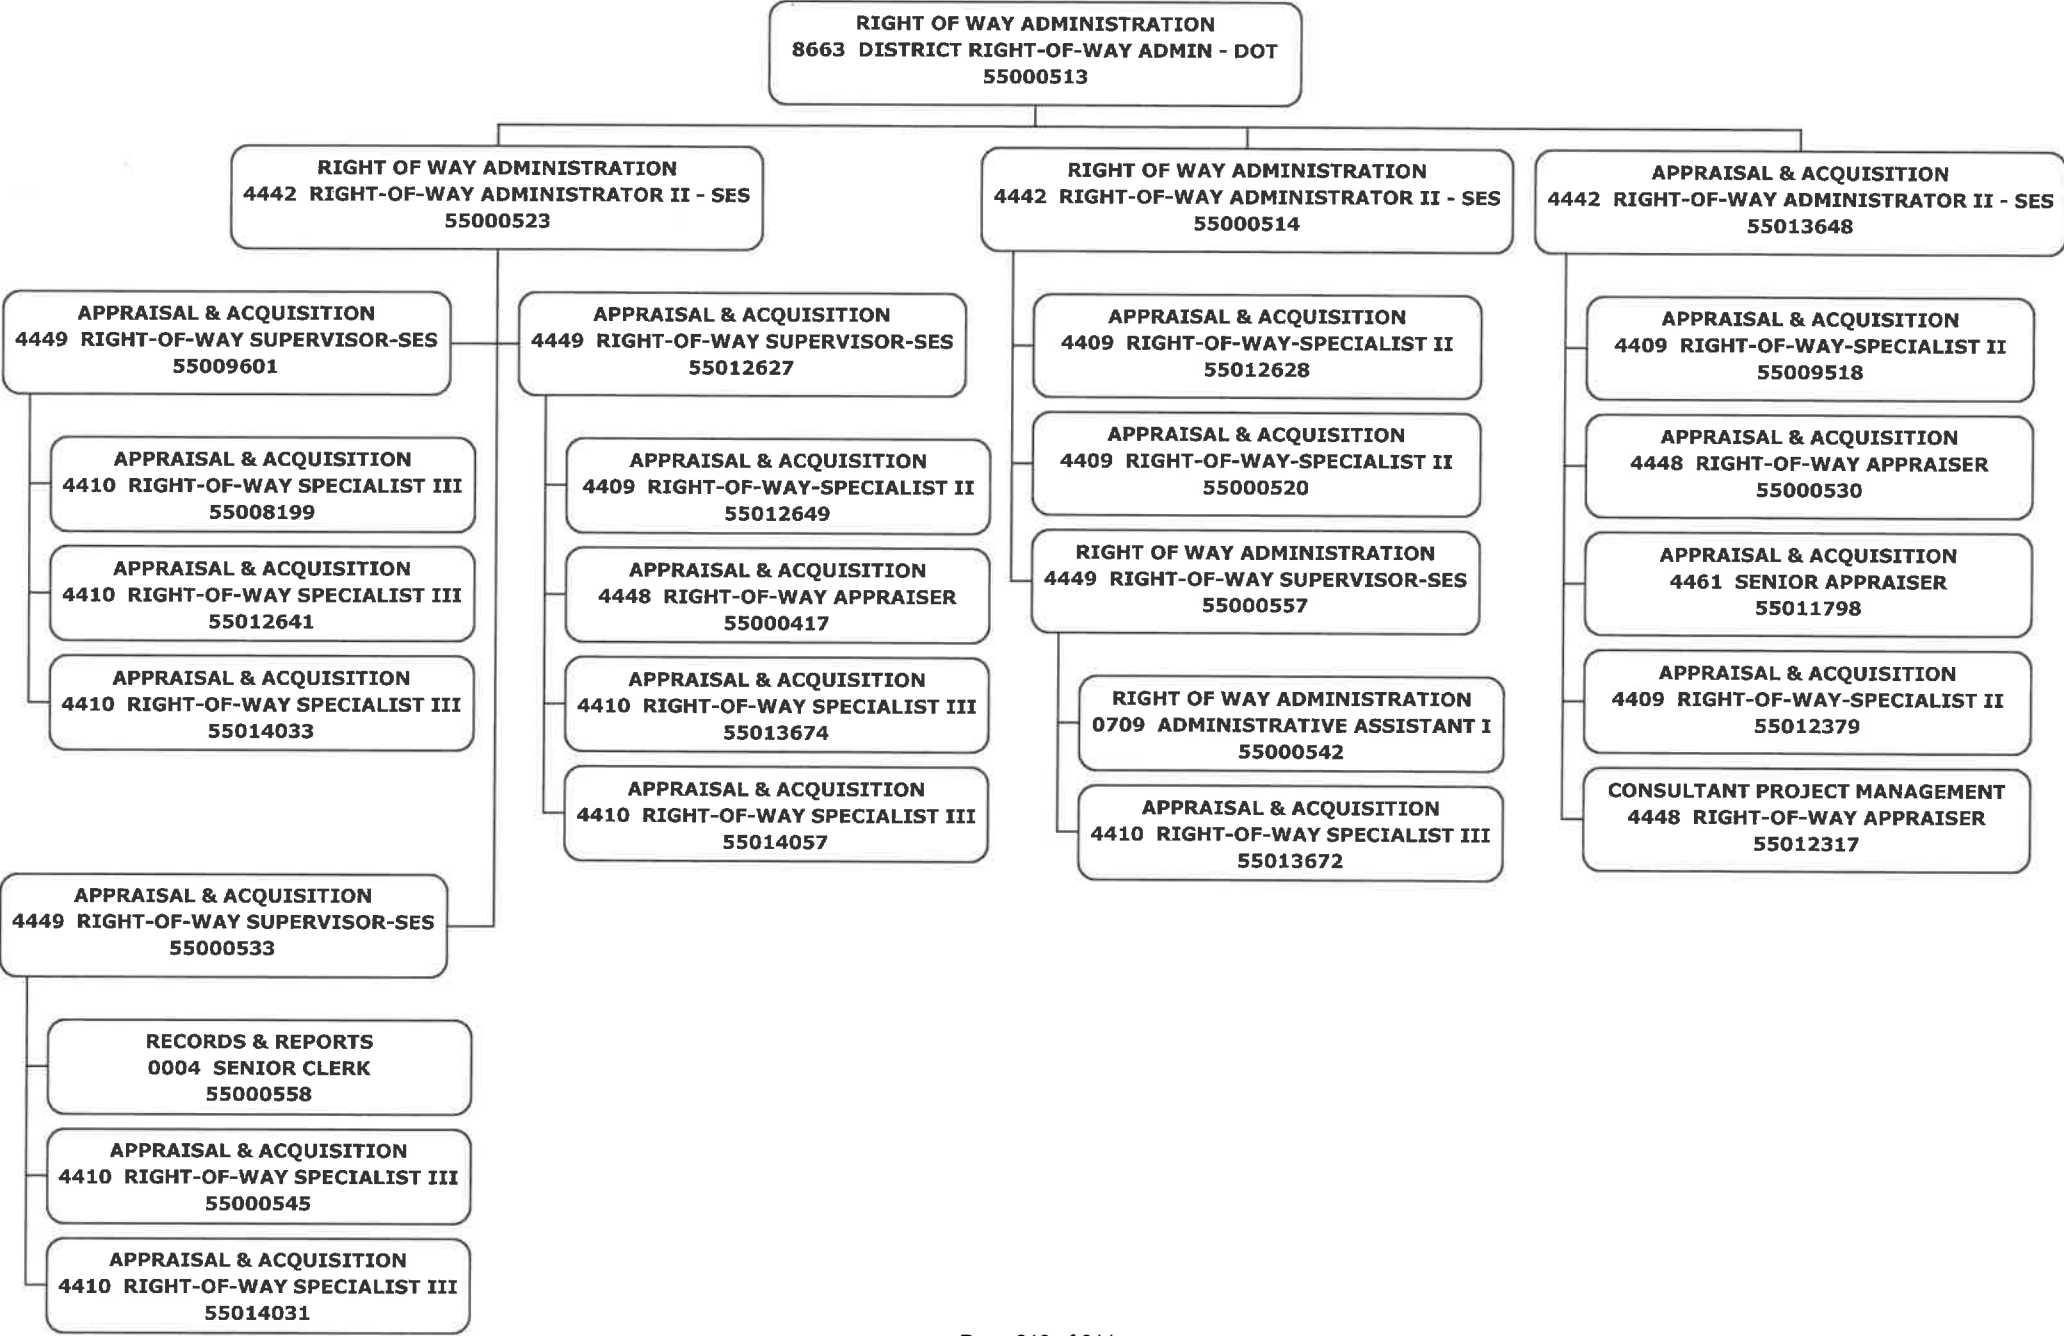 RIGHT OF WAY ADMINISTRATION
8663 DISTRICT RIGHT-OF-WAY ADMIN - DOT
55000513
RIGHT OF WAY ADMINISTRATION
4442 RIGHT-OF-WAY ADMINISTRATOR II - SES
55000523
RIGHT OF WAY ADMINISTRATION
4442 RIGHT-OF-WAY ADMINISTRATOR II - SES
55000514
APPRAISAL & ACQUISITION
4442 RIGHT-OF-WAY ADMINISTRATOR II - SES
55013648
APPRAISAL & ACQUISITION
4449 RIGHT-OF-WAY SUPERVISOR-SES
55009601
APPRAISAL & ACQUISITION
4410 RIGHT-OF-WAY SPECIALIST III
55008199
APPRAISAL & ACQUISITION
4410 RIGHT-OF-WAY SPECIALIST III
55012641
APPRAISAL & ACQUISITION
4410 RIGHT-OF-WAY SPECIALIST III
55014033
APPRAISAL & ACQUISITION
4449 RIGHT-OF-WAY SUPERVISOR-SES
55012627
APPRAISAL & ACQUISITION
4409 RIGHT-OF-WAY-SPECIALIST II
55012649
APPRAISAL & ACQUISITION
4448 RIGHT-OF-WAY APPRAISER
55000417
APPRAISAL & ACQUISITION
4410 RIGHT-OF-WAY SPECIALIST III
55013674
APPRAISAL & ACQUISITION
4410 RIGHT-OF-WAY SPECIALIST III
55014057
APPRAISAL & ACQUISITION
4449 RIGHT-OF-WAY SUPERVISOR-SES
55000533
RECORDS & REPORTS
0004 SENIOR CLERK
55000558
APPRAISAL & ACQUISITION
4410 RIGHT-OF-WAY SPECIALIST III
55000545
APPRAISAL & ACQUISITION
4410 RIGHT-OF-WAY SPECIALIST III
55014031
APPRAISAL & ACQUISITION
4409 RIGHT-OF-WAY-SPECIALIST II
55012628
APPRAISAL & ACQUISITION
4409 RIGHT-OF-WAY-SPECIALIST II
55000520
RIGHT OF WAY ADMINISTRATION
4449 RIGHT-OF-WAY SUPERVISOR-SES
55000557
RIGHT OF WAY ADMINISTRATION
0709 ADMINISTRATIVE ASSISTANT I
55000542
APPRAISAL & ACQUISITION
4410 RIGHT-OF-WAY SPECIALIST III
55013672
APPRAISAL & ACQUISITION
4409 RIGHT-OF-WAY-SPECIALIST II
55009518
APPRAISAL & ACQUISITION
4448 RIGHT-OF-WAY APPRAISER
55000530
APPRAISAL & ACQUISITION
4461 SENIOR APPRAISER
55011798
APPRAISAL & ACQUISITION
4409 RIGHT-OF-WAY-SPECIALIST II
55012379
CONSULTANT PROJECT MANAGEMENT
4448 RIGHT-OF-WAY APPRAISER
55012317